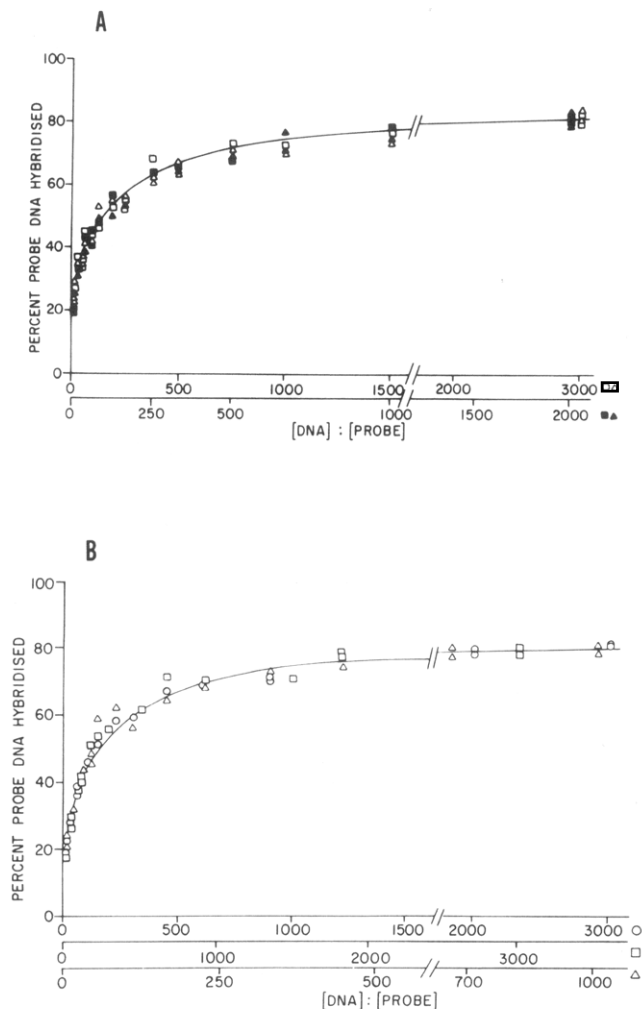 A
PERCENT PROBE DNA HYBRIDISED
100
80
60
40
20
0
0 500 1000 1500 2000 3000
0 250 500 1000 1500 2000
[DNA] : [PROBE]
B
PERCENT PROBE DNA HYBRIDISED
100
80
60
40
20
0
0 500 1000 1500 2000 3000
0 1000 2000 3000
0 250 500 700 1000
[DNA] : [PROBE]